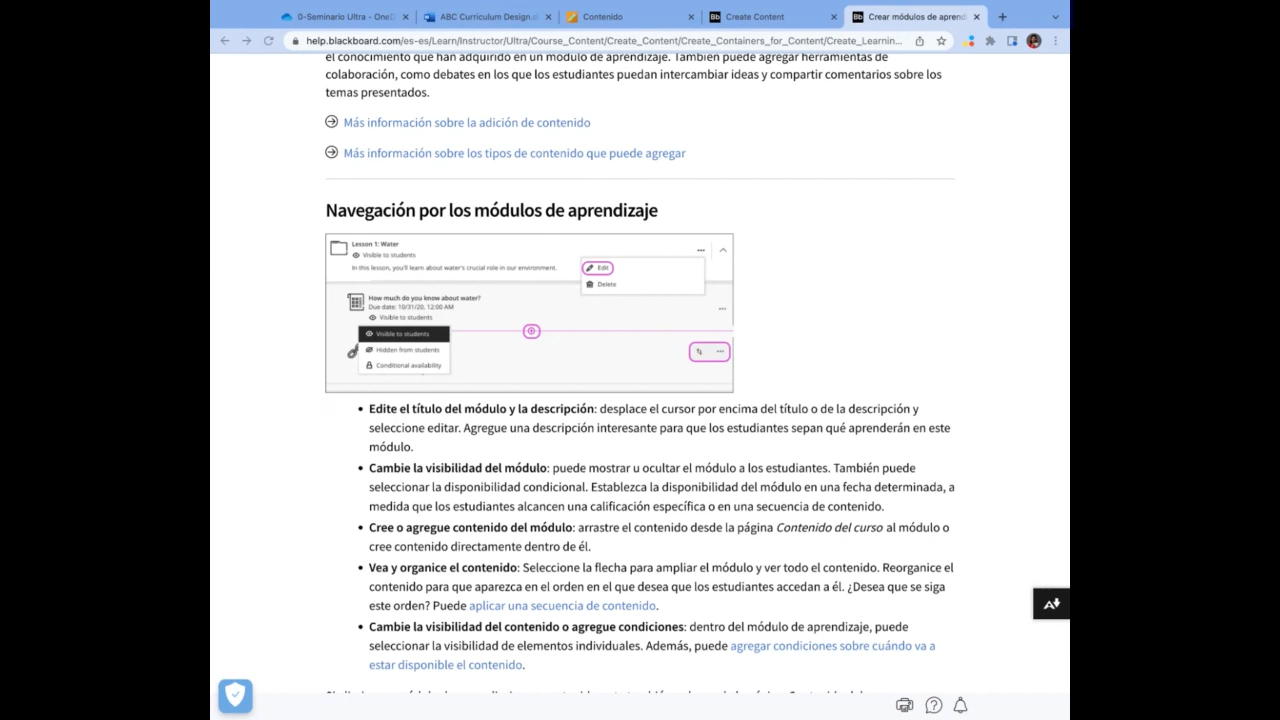 0-Seminario Ultra - OneD
ABC Curriculum Design.d
Contenido
Create Content
Crear módulos de aprend
help.blackboard.com/es-es/Learn/Instructor/Ultra/Course_Content/Create_Content/Create_Containers_for_Content/Create_Learnin...
el conocimiento que han adquirido en un módulo de aprendizaje. También puede agregar herramientas de
colaboración, como debates en los que los estudiantes puedan intercambiar ideas y compartir comentarios sobre los
temas presentados.
Más información sobre la adición de contenido
Más información sobre los tipos de contenido que puede agregar
Navegación por los módulos de aprendizaje
Lesson 1: Water
Visible to students
In this lesson, you'll learn about water's crucial role in our environment.
Edit
Delete
How much do you know about water?
Due date: 10/31/20, 12:00 AM
Visible to students
Visible to students
Hidden from students
Conditional availability
• Edite el título del módulo y la descripción: desplace el cursor por encima del título o de la descripción y
seleccione editar. Agregue una descripción interesante para que los estudiantes sepan qué aprenderán en este
módulo.
• Cambie la visibilidad del módulo: puede mostrar u ocultar el módulo a los estudiantes. También puede
seleccionar la disponibilidad condicional. Establezca la disponibilidad del módulo en una fecha determinada, a
medida que los estudiantes alcancen una calificación específica o en una secuencia de contenido.
• Cree o agregue contenido del módulo: arrastre el contenido desde la página Contenido del curso al módulo o
cree contenido directamente dentro de él.
• Vea y organice el contenido: Seleccione la flecha para ampliar el módulo y ver todo el contenido. Reorganice el
contenido para que aparezca en el orden en el que desea que los estudiantes accedan a él. ¿Desea que se siga
este orden? Puede aplicar una secuencia de contenido.
• Cambie la visibilidad del contenido o agregue condiciones: dentro del módulo de aprendizaje, puede
seleccionar la visibilidad de elementos individuales. Además, puede agregar condiciones sobre cuándo va a
estar disponible el contenido.